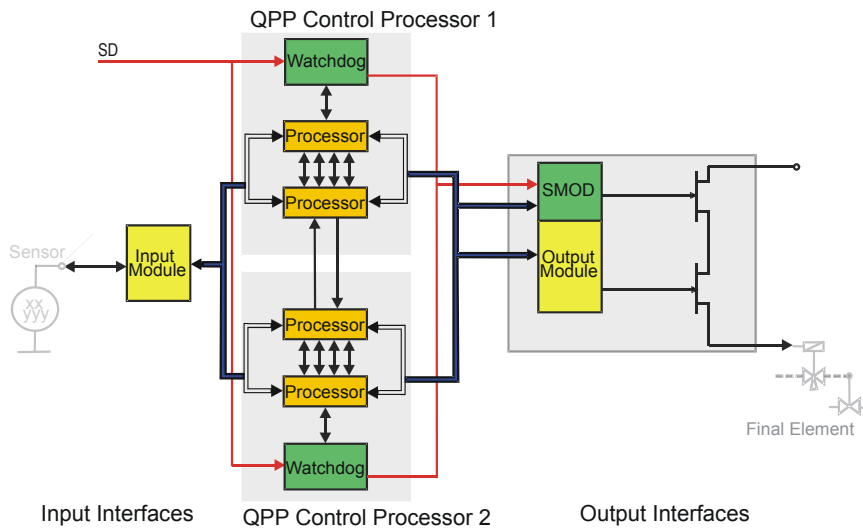 QPP Control Processor 1
SD
Watchdog
Processor
Processor
SMOD
Sensor
Input
Module
Output
Module
xx
yyy
Processor
Processor
Final Element
Watchdog
Input Interfaces
QPP Control Processor 2
Output Interfaces